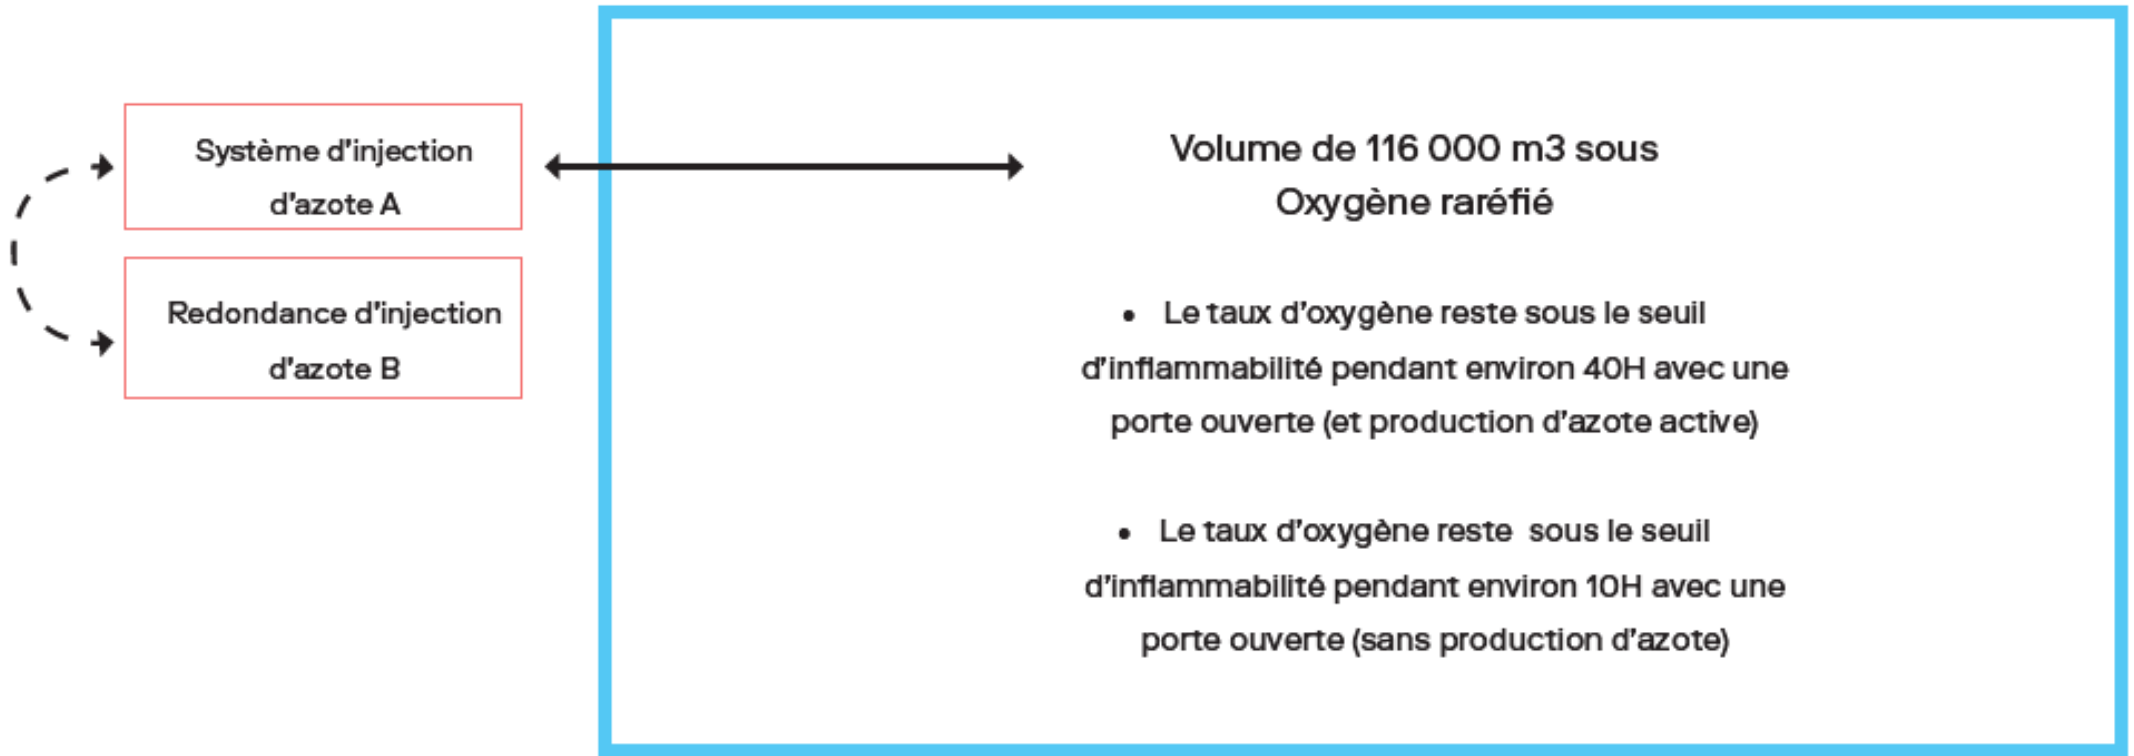 Système d'injection
d'azote A
Redondance d'injection
d'azote B
Volume de 116 000 m3 sous
Oxygène raréfié
• Le taux d'oxygène reste sous le seuil
d'inflammabilité pendant environ 40H avec une
porte ouverte (et production d'azote active)
• Le taux d'oxygène reste sous le seuil
d'inflammabilité pendant environ 10H avec une
porte ouverte (sans production d'azote)